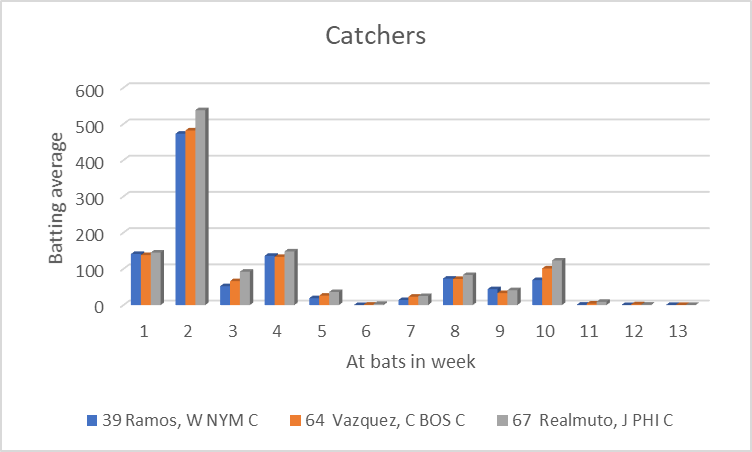 Catchers
Batting average
600
500
400
300
200
100
0
1 2 3 4 5 6 7 8 9 10 11 12 13
At bats in week
39 Ramos, W NYM C 64 Vazquez, C BOS C 67 Realmuto, J PHI C